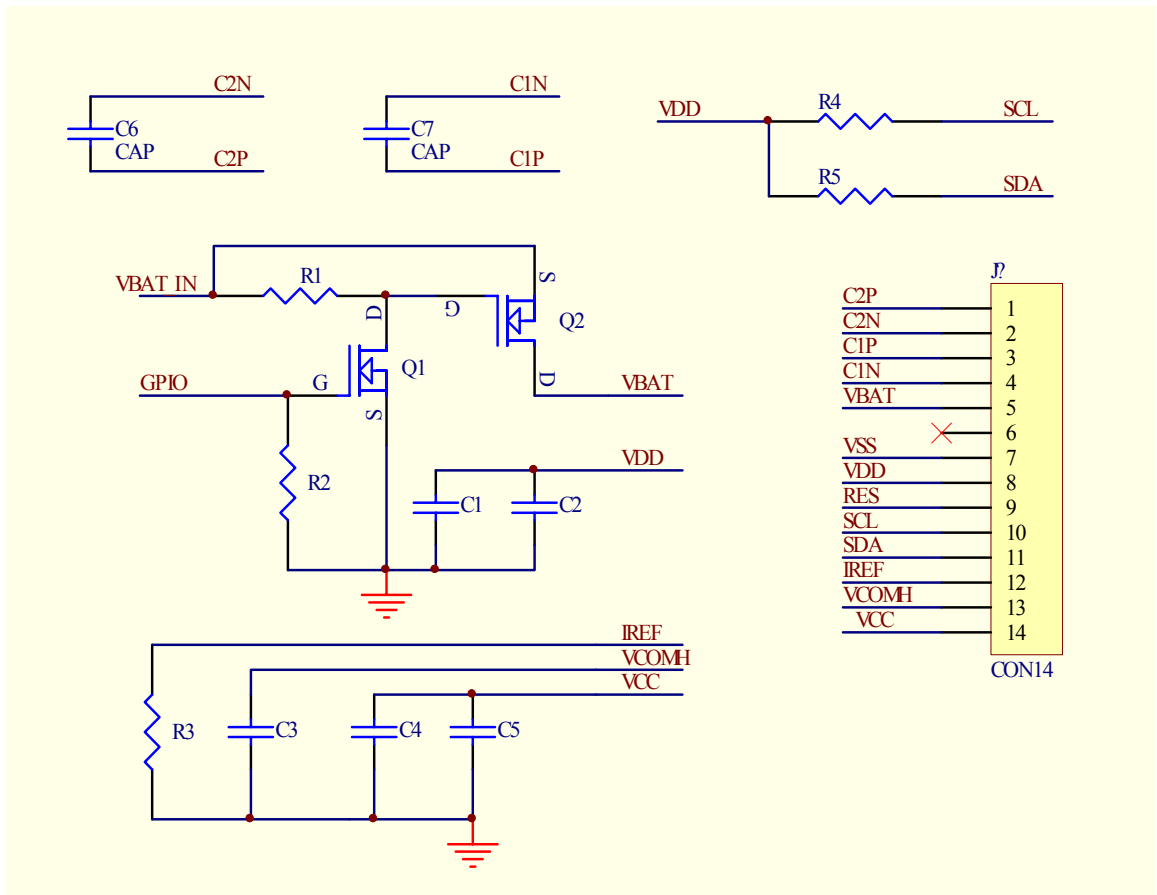 C2N
C6
CAP
C2P
C1N
C7
CAP
C1P
VDD
R4
SCL
R5
SDA
VBAT IN
R1
D
G
S
Q2
D
VBAT
GPIO
G
Q1
S
R2
VDD
C1
C2
IREF
VCOMH
VCC
R3
C3
C4
C5
J?
C2P 1
C2N 2
C1P 3
C1N 4
VBAT 5
6
VSS 7
VDD 8
RES 9
SCL 10
SDA 11
IREF 12
VCOMH 13
VCC 14
CON14